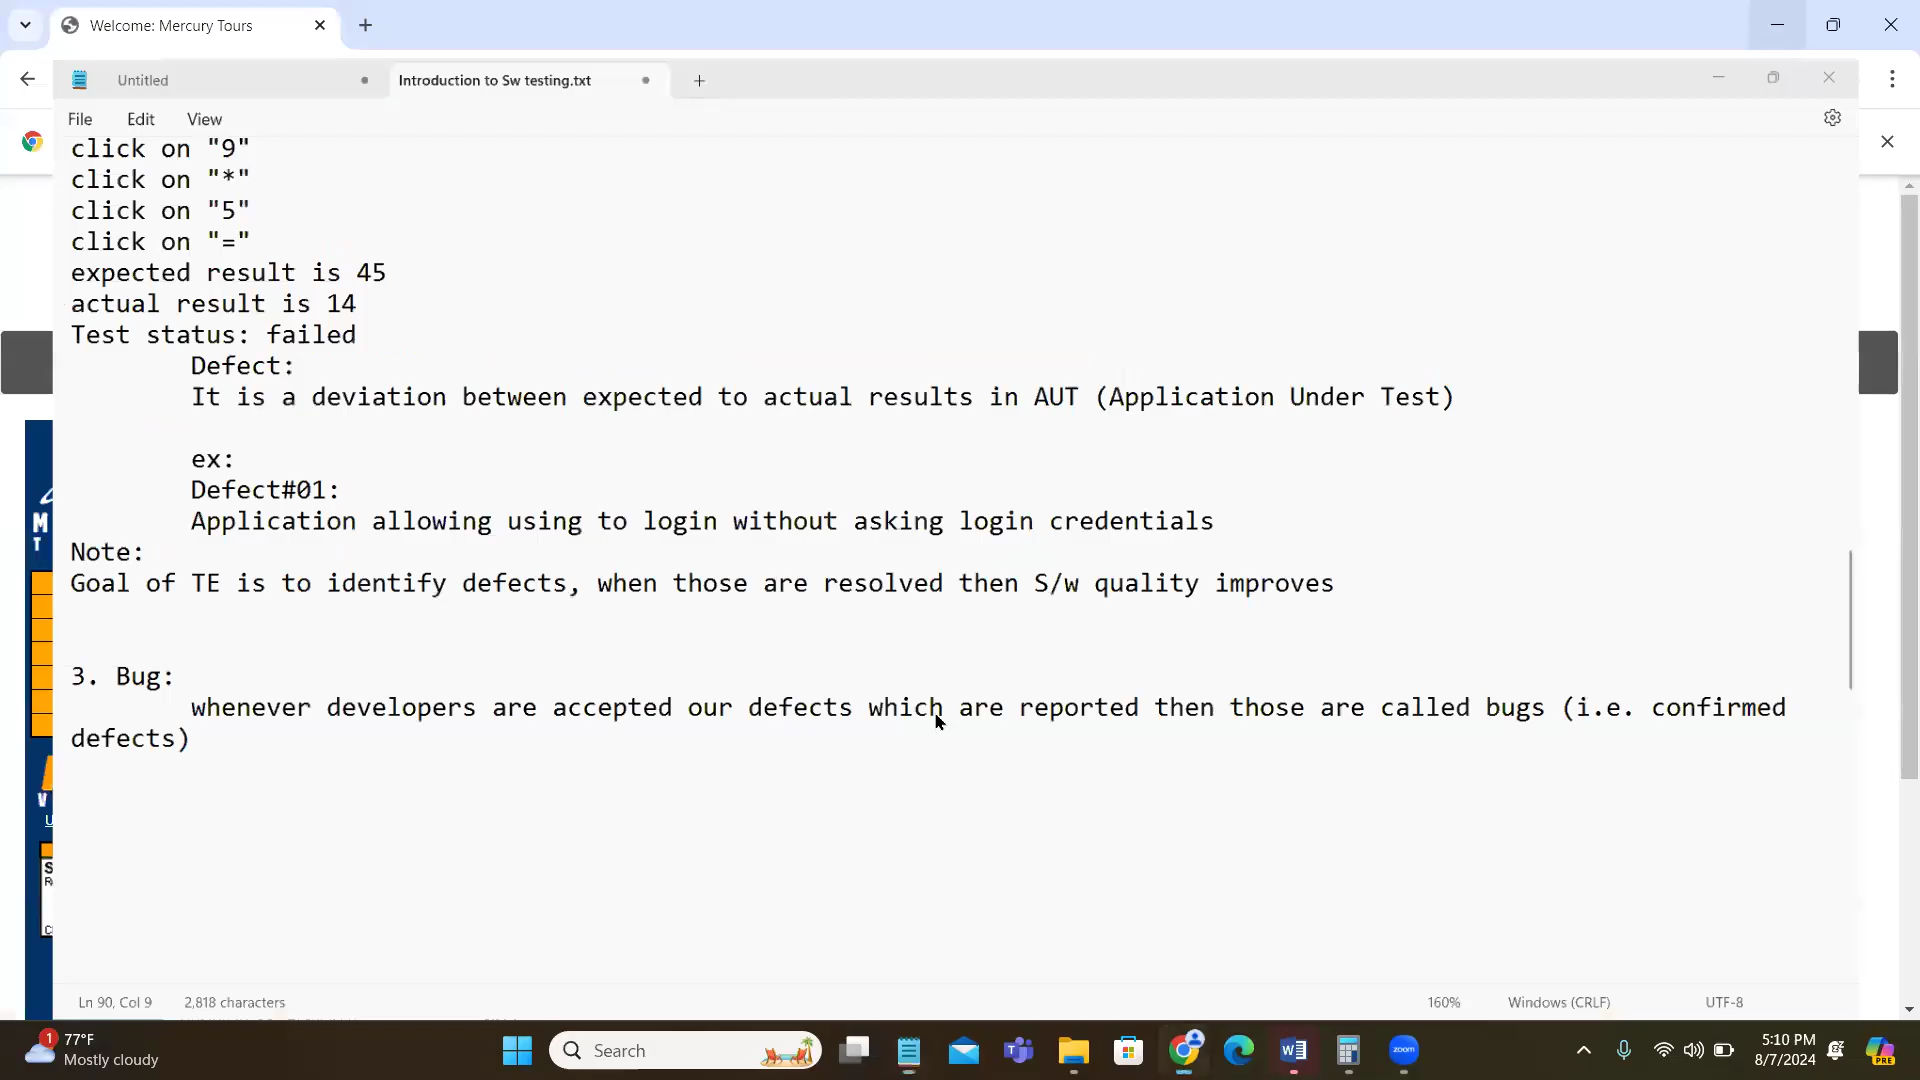 Welcome: Mercury Tours
Untitled
Introduction to Sw testing.txt
File Edit View
click on "9"
click on "*"
click on "5"
click on "="
expected result is 45
actual result is 14
Test status: failed
Defect:
It is a deviation between expected to actual results in AUT (Application Under Test)
ex:
Defect#01:
Application allowing using to login without asking login credentials
Note:
Goal of TE is to identify defects, when those are resolved then S/w quality improves
3. Bug:
whenever developers are accepted our defects which are reported then those are called bugs (i.e. confirmed
defects)
M
T
V
U
S
R
C
Ln 90, Col 9 2,818 characters 160% Windows (CRLF) UTF-8
1
77°F
Mostly cloudy
Search
W
zoom
PRE
5:10 PM
8/7/2024